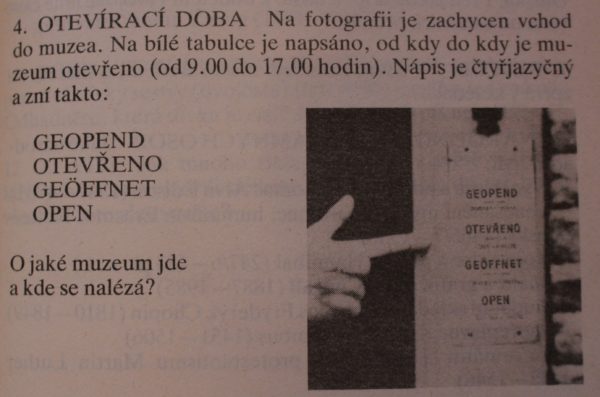 4. OTEVÍRACÍ DOBA Na fotografii je zachycen vchod
do muzea. Na bílé tabulce je napsáno, od kdy do kdy je mu-
zeum otevřeno (od 9.00 do 17.00 hodin). Nápis je čtyřjazyčný
a zní takto:
GEOPEND
OTEVŘENO
GEÖFFNET
OPEN
O jaké muzeum jde
a kde se nalézá?
GEOPEND
OTEVŘENO
GEÖFFNET
OPEN